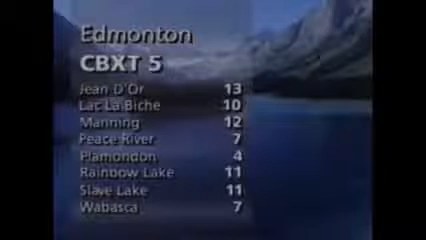 Edmonton
CBXT 5
Jean D'Or 13
Lac La Biche 10
Manning 12
Peace River 7
Plamondon 4
Rainbow Lake 11
Slave Lake 11
Wabasca 7